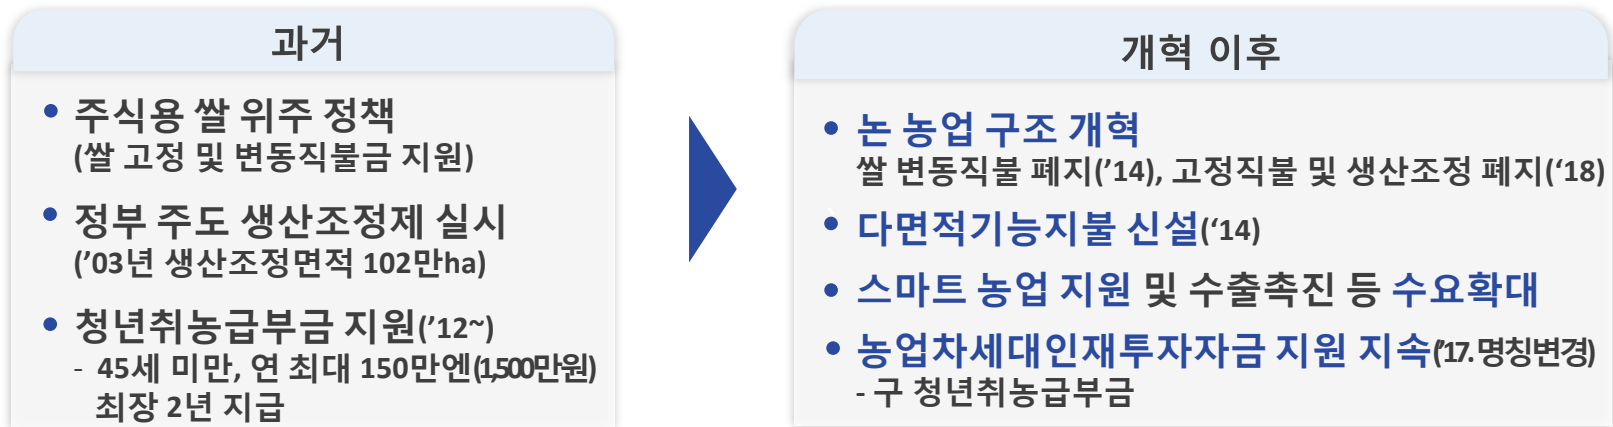 과거
• 주식용 쌀 위주 정책
(쌀 고정 및 변동직불금 지원)
• 정부 주도 생산조정제 실시
(’03년 생산조정면적 102만ha)
• 청년취농급부금 지원(’12~)
- 45세 미만, 연 최대 150만엔(1,500만원)
최장 2년 지급
개혁 이후
• 논 농업 구조 개혁
쌀 변동직불 폐지(’14), 고정직불 및 생산조정 폐지(‘18)
• 다면적기능지불 신설(‘14)
• 스마트 농업 지원 및 수출촉진 등 수요확대
• 농업차세대인재투자자금 지원 지속(’17. 명칭변경)
- 구 청년취농급부금